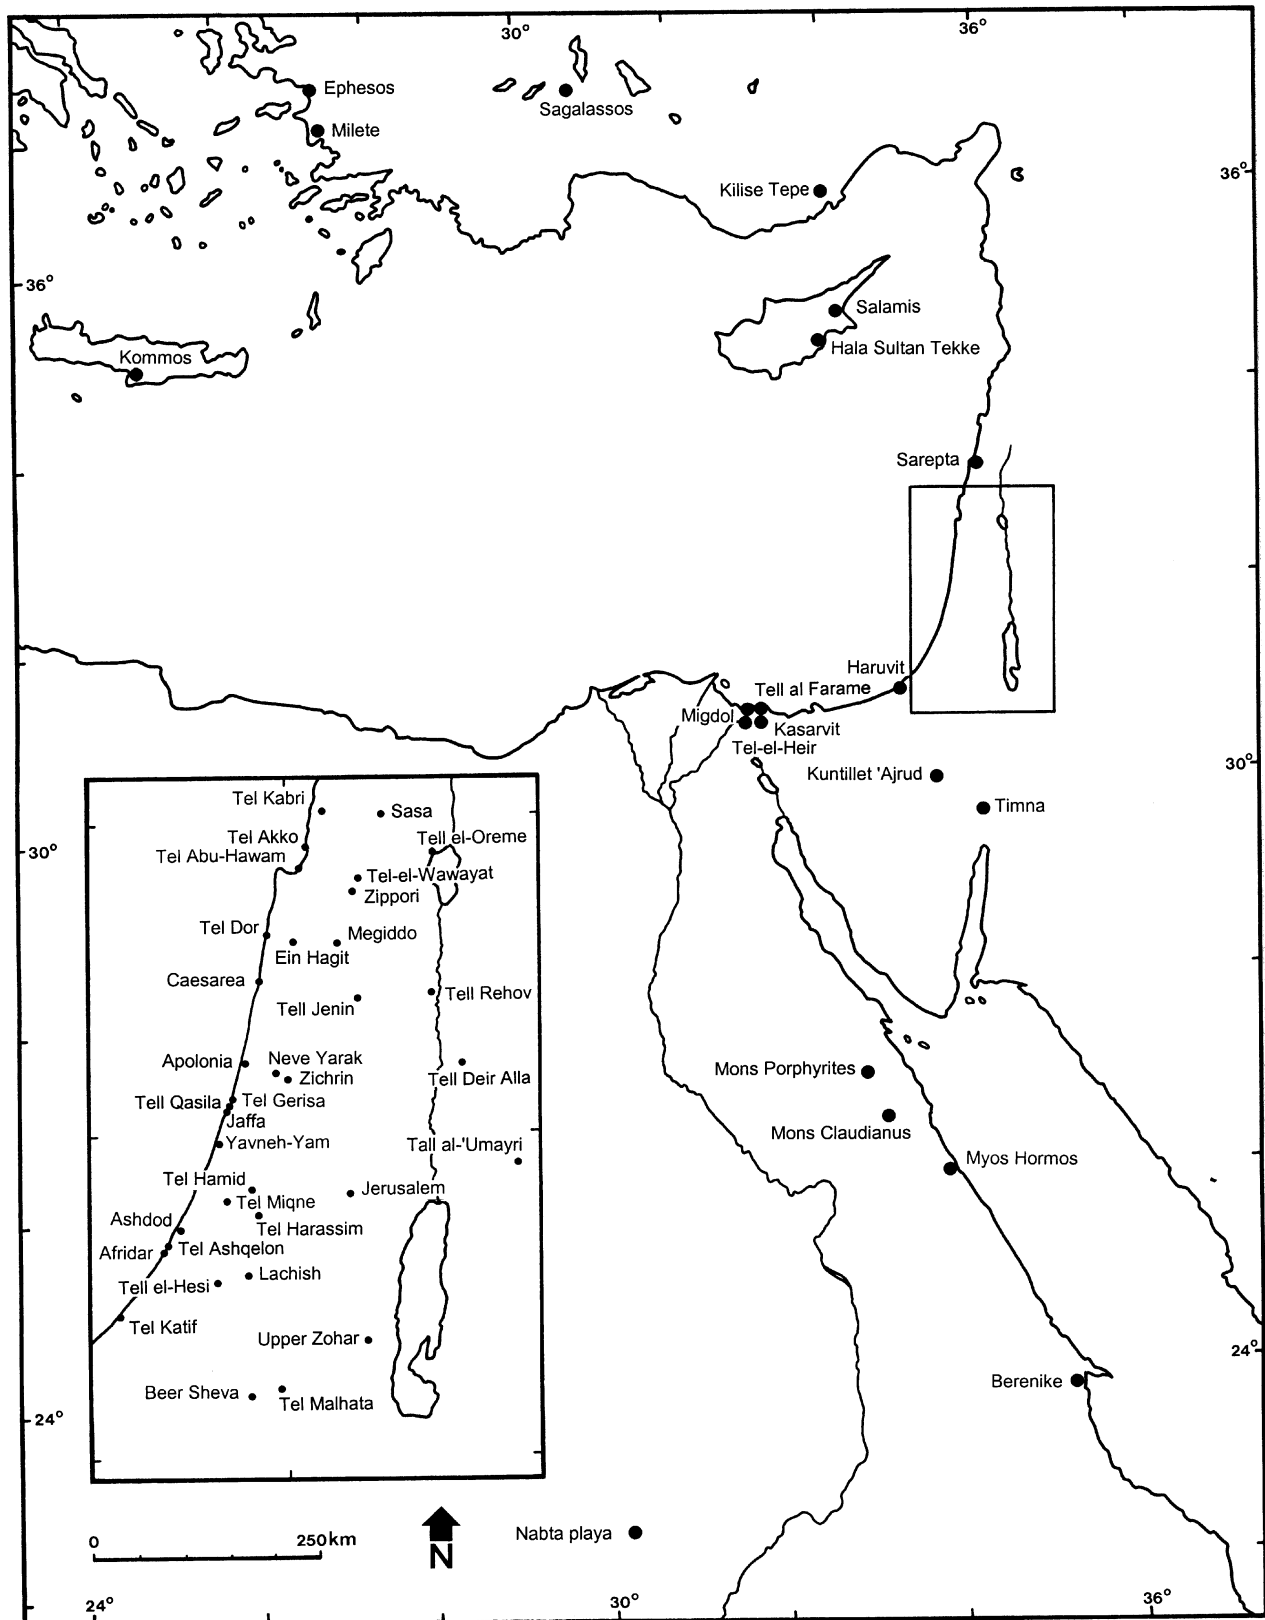 30°
36°
Ephesos
Sagalassos
Milete
36°
Kilise Tepe
36°
Salamis
Hala Sultan Tekke
Kommos
Sarepta
Haruvit
Tell al Farame
Migdol
Kasarvit
Tel-el-Heir
30°
Kuntillet 'Ajrud
Timna
30°
Tel Kabri
Sasa
Tel Akko
Tell el-Oreme
Tel Abu-Hawam
Tel-el-Wawayat
Zippori
Tel Dor
Megiddo
Ein Hagit
Caesarea
Tell Rehov
Tell Jenin
Apolonia
Neve Yarak
Zichrin
Tell Deir Alla
Tell Qasila
Tel Gerisa
Jaffa
Yavneh-Yam
Tall al-'Umayri
Tel Hamid
Jerusalem
Tel Miqne
Ashdod
Tel Harassim
Afridar
Tel Ashqelon
Lachish
Tell el-Hesi
Tel Katif
Upper Zohar
Beer Sheva
Tel Malhata
Mons Porphyrites
Mons Claudianus
Myos Hormos
24°
Berenike
24°
0 250km
N
Nabta playa
24°
30°
36°